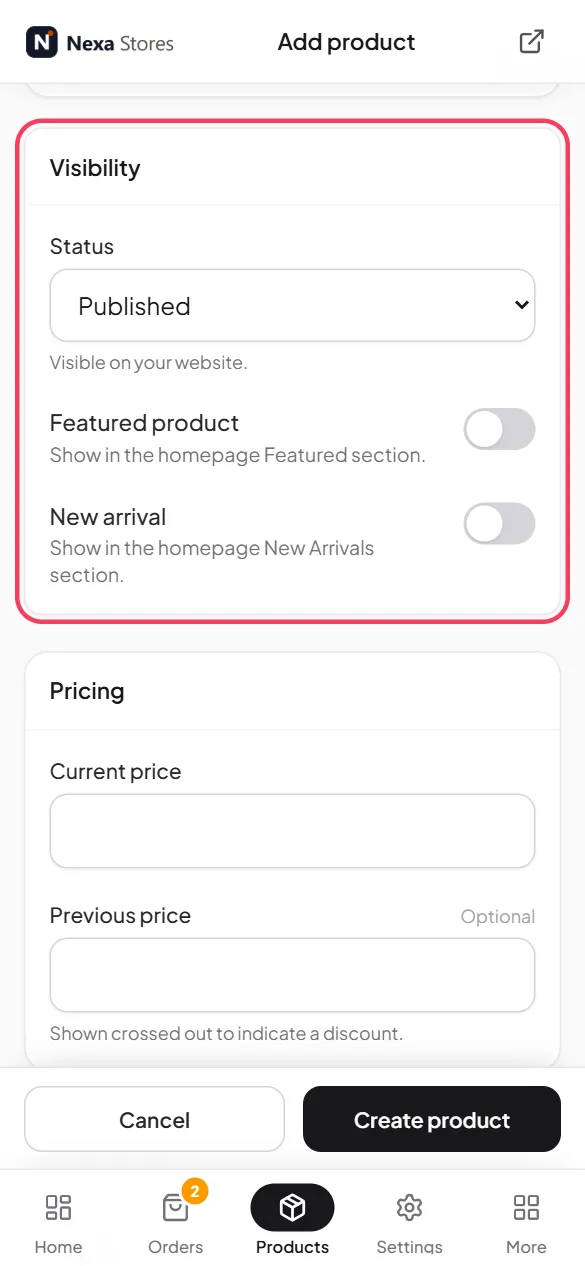 N Nexa Stores
Add product
Visibility
Status
Published
Visible on your website.
Featured product
Show in the homepage Featured section.
New arrival
Show in the homepage New Arrivals
section.
Pricing
Current price
Previous price
Optional
Shown crossed out to indicate a discount.
Cancel
Create product
2
Home
Orders
Products
Settings
More